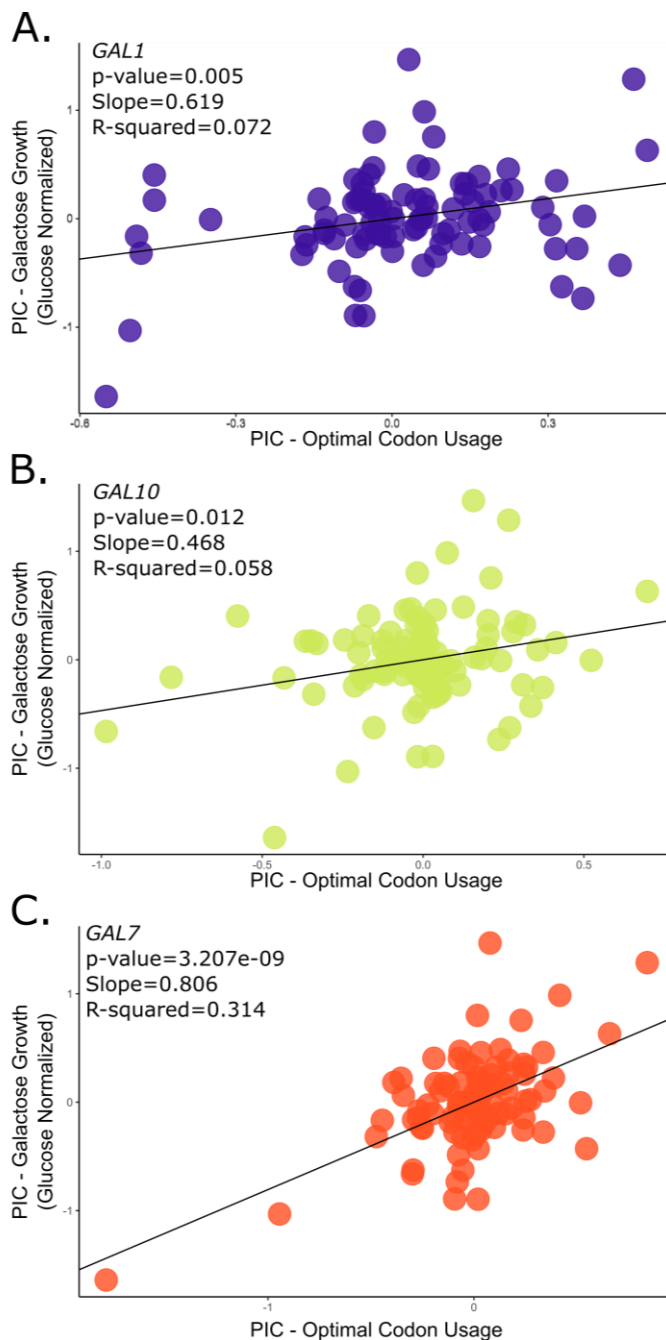 A.
GAL1
p-value=0.005
Slope=0.619
R-squared=0.072
PIC - Galactose Growth
(Glucose Normalized)
1
0
-1
-0.6
-0.3
0.0
0.3
PIC - Optimal Codon Usage
B.
GAL10
p-value=0.012
Slope=0.468
R-squared=0.058
PIC - Galactose Growth
(Glucose Normalized)
1
0
-1
-1.0
-0.5
0.0
0.5
PIC - Optimal Codon Usage
C.
GAL7
p-value=3.207e-09
Slope=0.806
R-squared=0.314
PIC - Galactose Growth
(Glucose Normalized)
1
0
-1
-1
0
PIC - Optimal Codon Usage